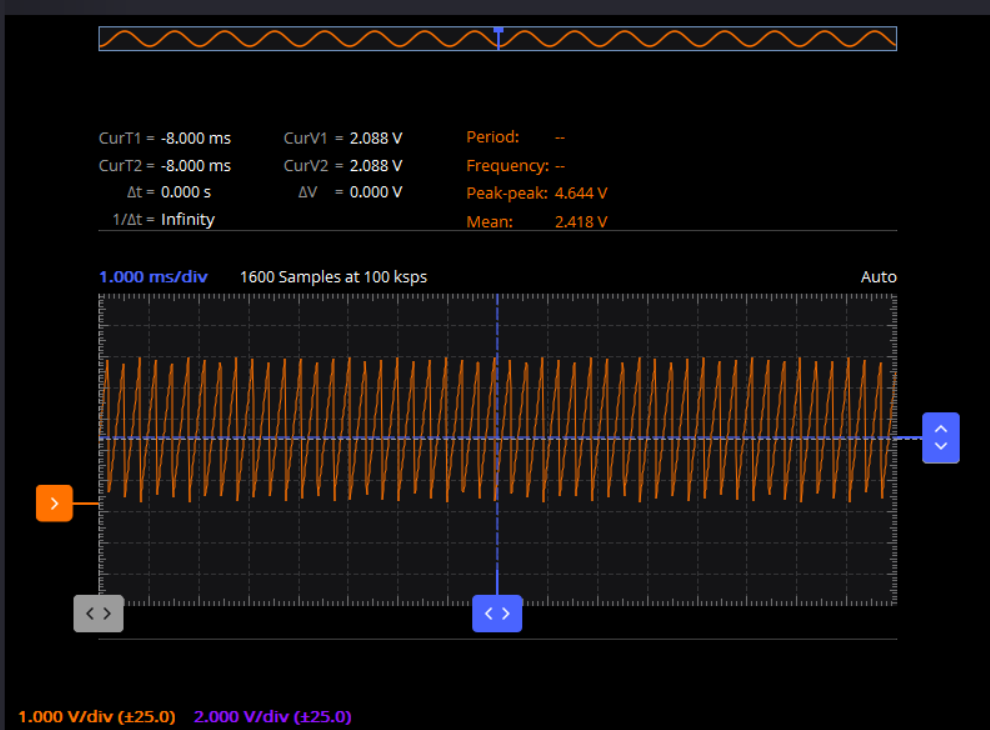 CurT1 = -8.000 ms CurV1 = 2.088 V Period: --
CurT2 = -8.000 ms CurV2 = 2.088 V Frequency: --
Δt = 0.000 s ΔV = 0.000 V Peak-peak: 4.644 V
1/Δt = Infinity Mean: 2.418 V
1.000 ms/div 1600 Samples at 100 ksps Auto
1.000 V/div (±25.0) 2.000 V/div (±25.0)